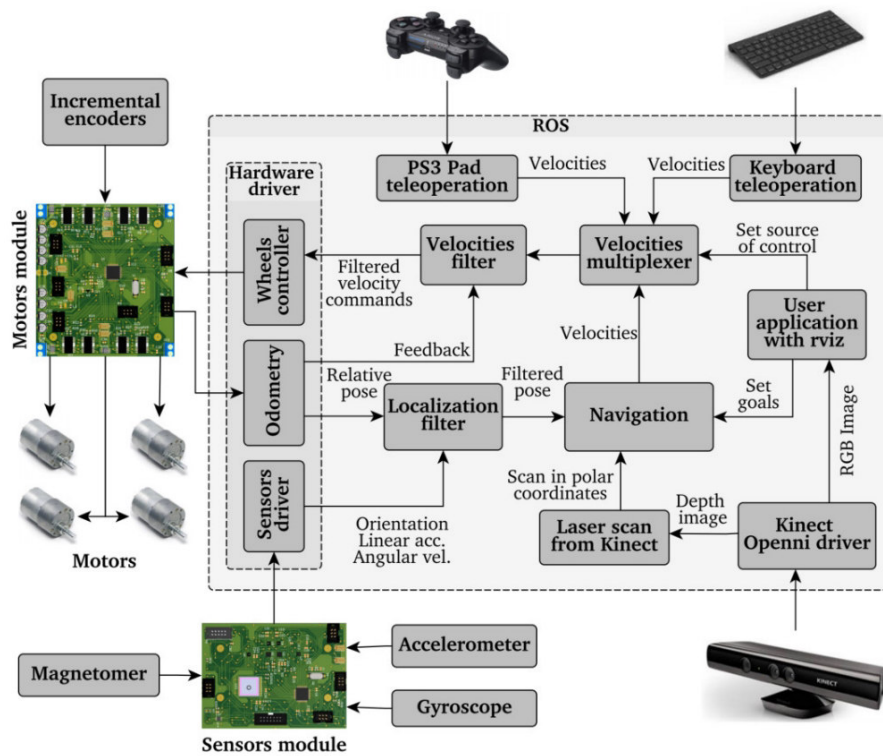 Incremental
encoders
ROS
PS3 Pad
teleoperation
Velocities
Velocities
Keyboard
teleoperation
Hardware
driver
Motors module
Wheels
controller
Filtered
velocity
commands
Velocities
filter
Velocities
multiplexer
Set source
of control
User
application
with rviz
Velocities
Feedback
Odometry
Relative
pose
Localization
filter
Filtered
pose
Navigation
Set
goals
RGB Image
Sensors
driver
Orientation
Linear acc.
Angular vel.
Scan in polar
coordinates
Laser scan
from Kinect
Depth
image
Kinect
Openni driver
Motors
Magnetomer
Accelerometer
Gyroscope
Sensors module
KINECT